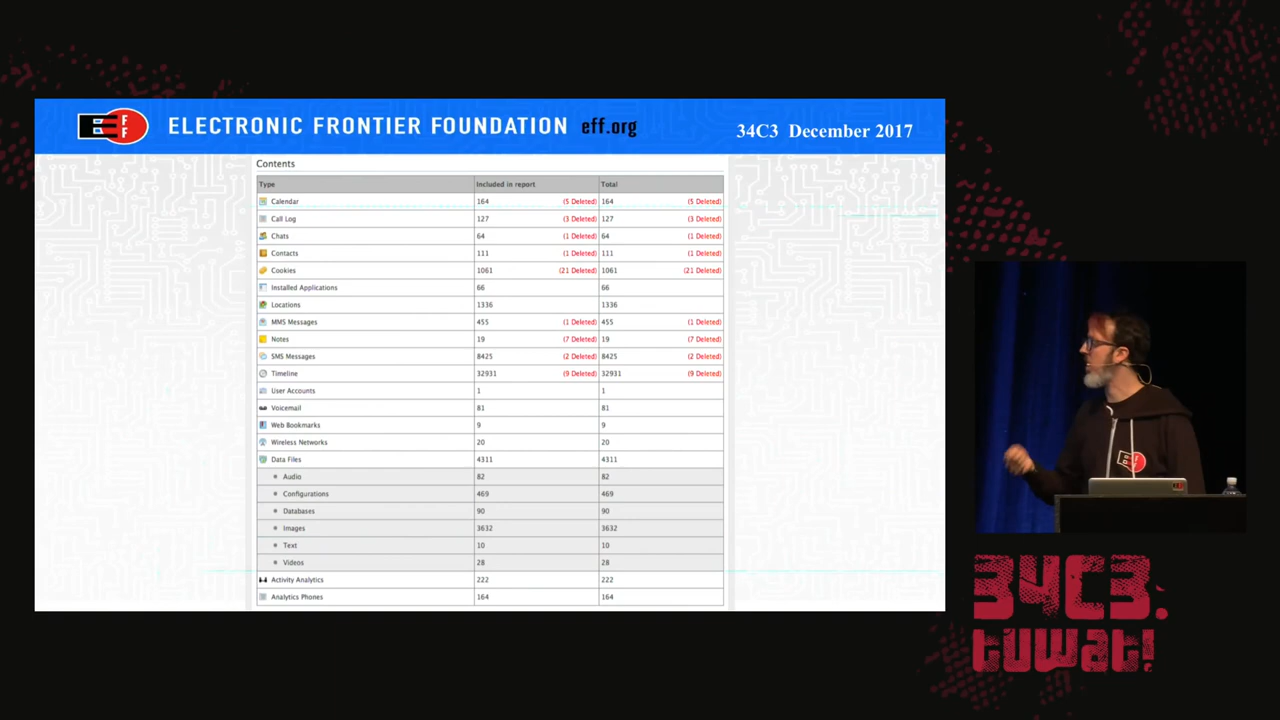 EFF ELECTRONIC FRONTIER FOUNDATION eff.org 34C3 December 2017
Contents
Type Included in report Total
Calendar 164 (5 Deleted) 164 (5 Deleted)
Call Log 127 (3 Deleted) 127 (3 Deleted)
Chats 64 (1 Deleted) 64 (1 Deleted)
Contacts 111 (1 Deleted) 111 (1 Deleted)
Cookies 1061 (21 Deleted) 1061 (21 Deleted)
Installed Applications 66 66
Locations 1336 1336
MMS Messages 455 (1 Deleted) 455 (1 Deleted)
Notes 19 (7 Deleted) 19 (7 Deleted)
SMS Messages 8425 (2 Deleted) 8425 (2 Deleted)
Timeline 32931 (9 Deleted) 32931 (9 Deleted)
User Accounts 1 1
Voicemail 81 81
Web Bookmarks 9 9
Wireless Networks 20 20
Data Files 4311 4311
Audio 82 82
Configurations 469 469
Databases 90 90
Images 3632 3632
Text 10 10
Videos 28 28
Activity Analytics 222 222
Analytics Phones 164 164
34C3.
tuwat!